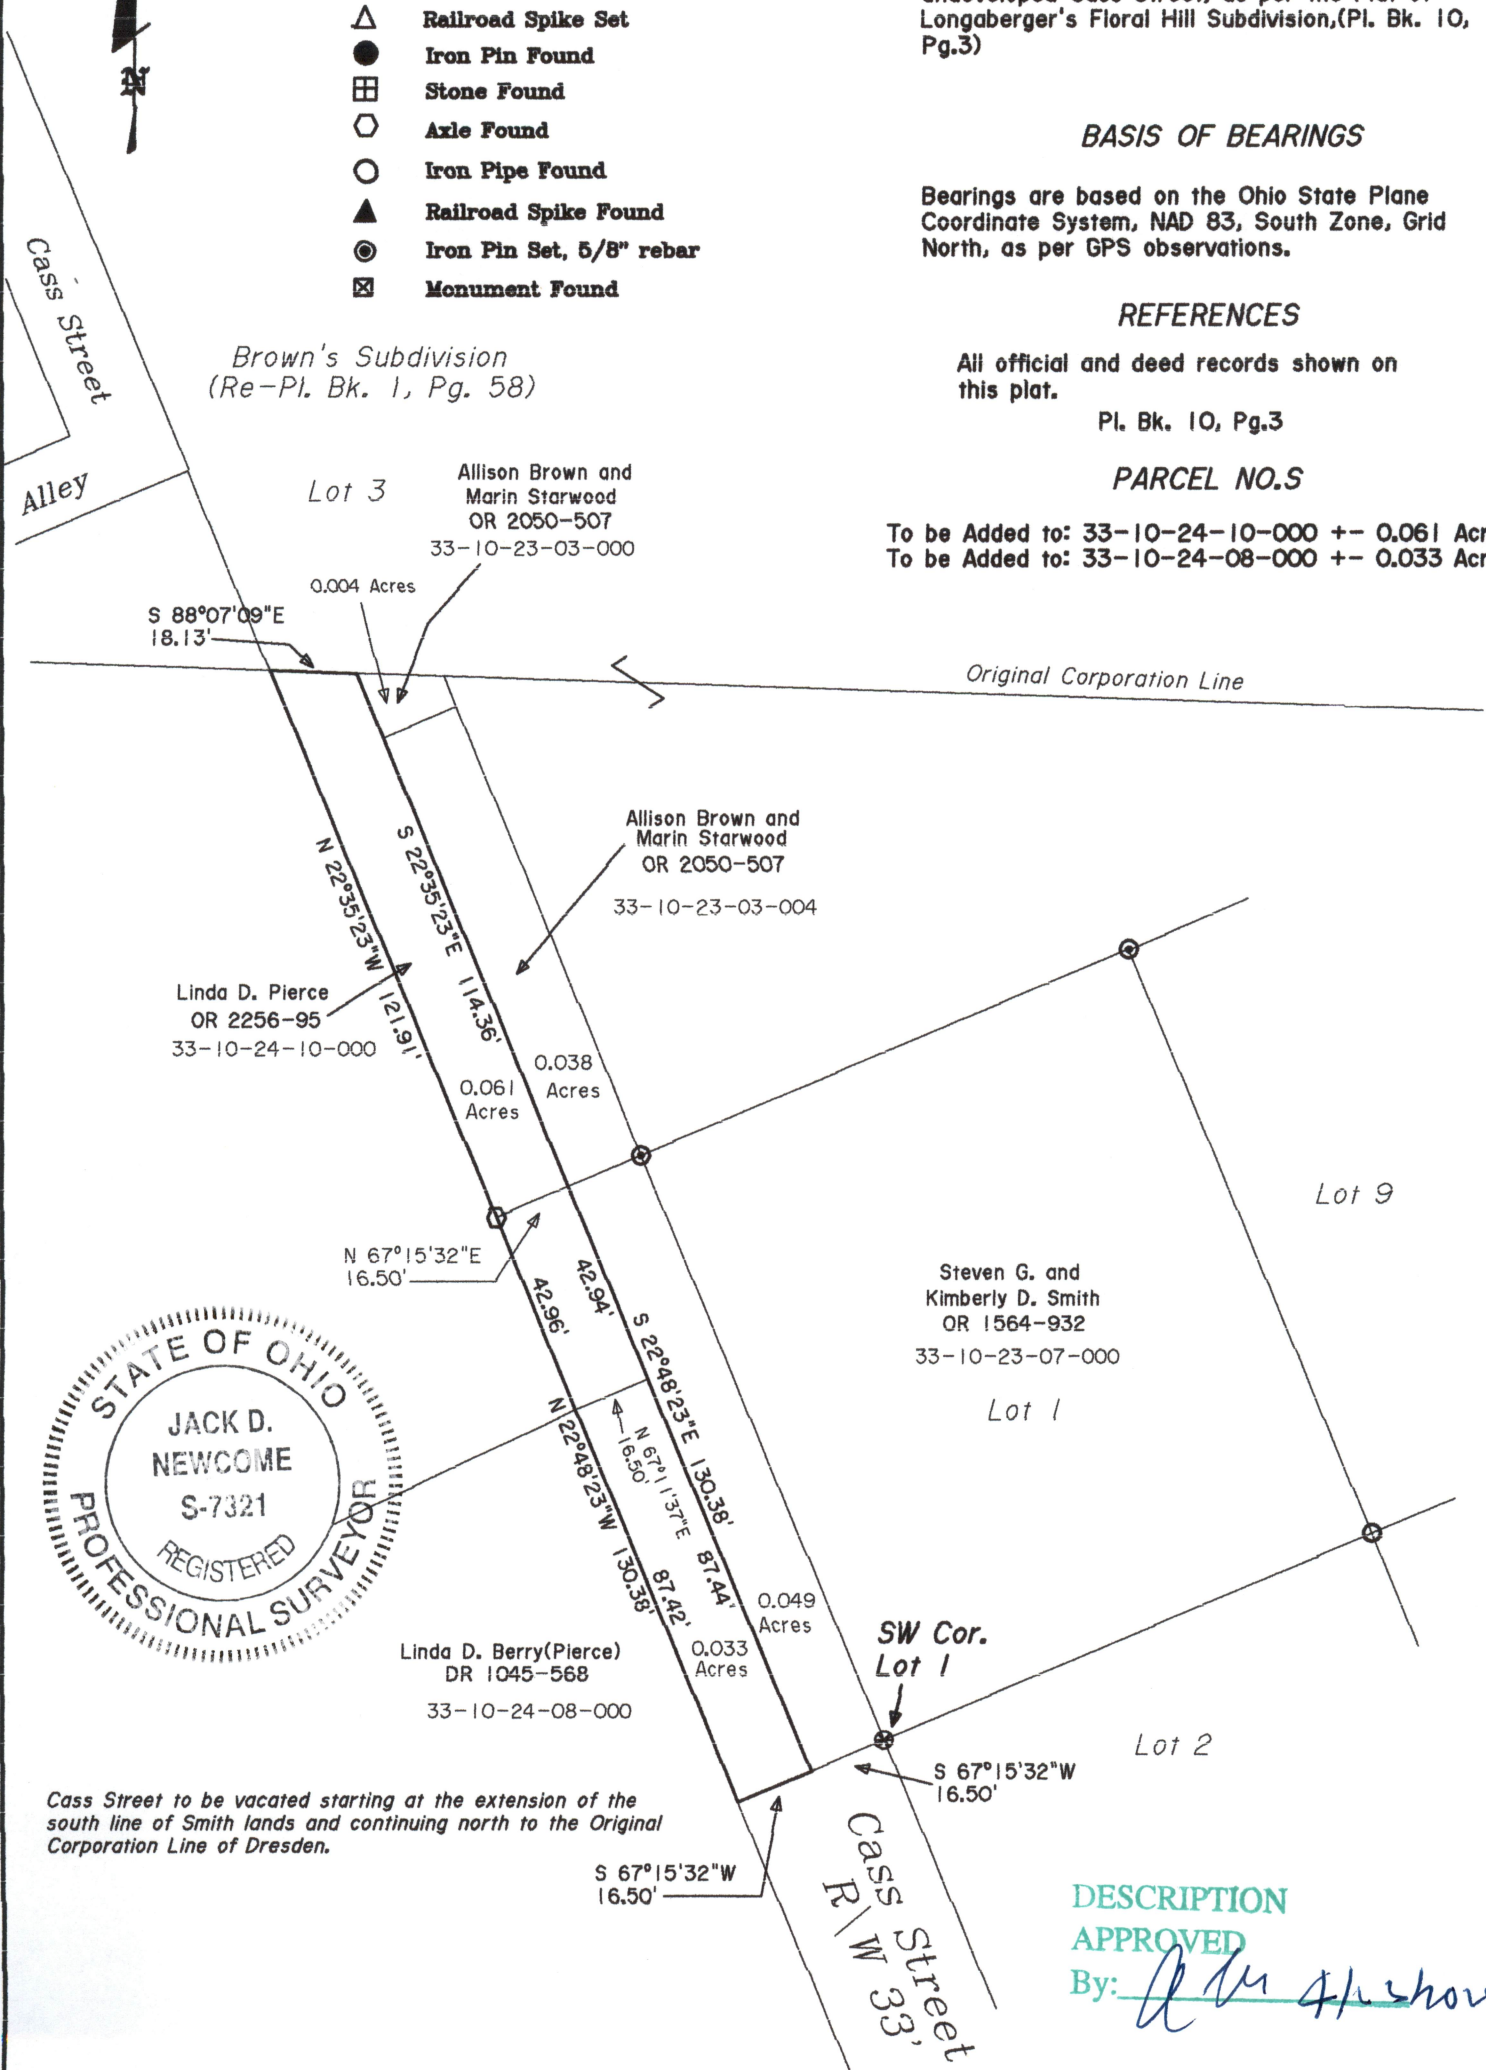 Railroad Spike Set
Iron Pin Found
Stone Found
Axle Found
Iron Pipe Found
Railroad Spike Found
Iron Pin Set, 5/8" rebar
Monument Found
N
Longaberger's Floral Hill Subdivision,(Pl. Bk. 10,
Pg.3)
BASIS OF BEARINGS
Bearings are based on the Ohio State Plane
Coordinate System, NAD 83, South Zone, Grid
North, as per GPS observations.
REFERENCES
All official and deed records shown on
this plat.
Pl. Bk. 10, Pg.3
PARCEL NO.S
To be Added to: 33-10-24-10-000 +- 0.061 Acr
To be Added to: 33-10-24-08-000 +- 0.033 Acr
Cass Street
Alley
Brown's Subdivision
(Re-Pl. Bk. 1, Pg. 58)
Lot 3
Allison Brown and
Marin Starwood
OR 2050-507
33-10-23-03-000
0.004 Acres
S 88°07'09"E
18.13'
Original Corporation Line
Allison Brown and
Marin Starwood
OR 2050-507
33-10-23-03-004
N 22°35'23"W 121.91'
S 22°35'23"E 114.36'
Linda D. Pierce
OR 2256-95
33-10-24-10-000
0.061
Acres
0.038
Acres
N 67°15'32"E
16.50'
42.96'
42.94'
Lot 9
Steven G. and
Kimberly D. Smith
OR 1564-932
33-10-23-07-000
Lot 1
STATE OF OHIO
JACK D.
NEWCOME
S-7321
REGISTERED
PROFESSIONAL SURVEYOR
N 22°48'23"W 130.38'
N 67°11'37"E
16.50'
S 22°48'23"E 130.38'
87.42'
87.44'
0.033
Acres
0.049
Acres
Linda D. Berry(Pierce)
DR 1045-568
33-10-24-08-000
SW Cor.
Lot 1
Lot 2
S 67°15'32"W
16.50'
Cass Street to be vacated starting at the extension of the
south line of Smith lands and continuing north to the Original
Corporation Line of Dresden.
S 67°15'32"W
16.50'
Cass Street
R\W 33'
DESCRIPTION
APPROVED
By: